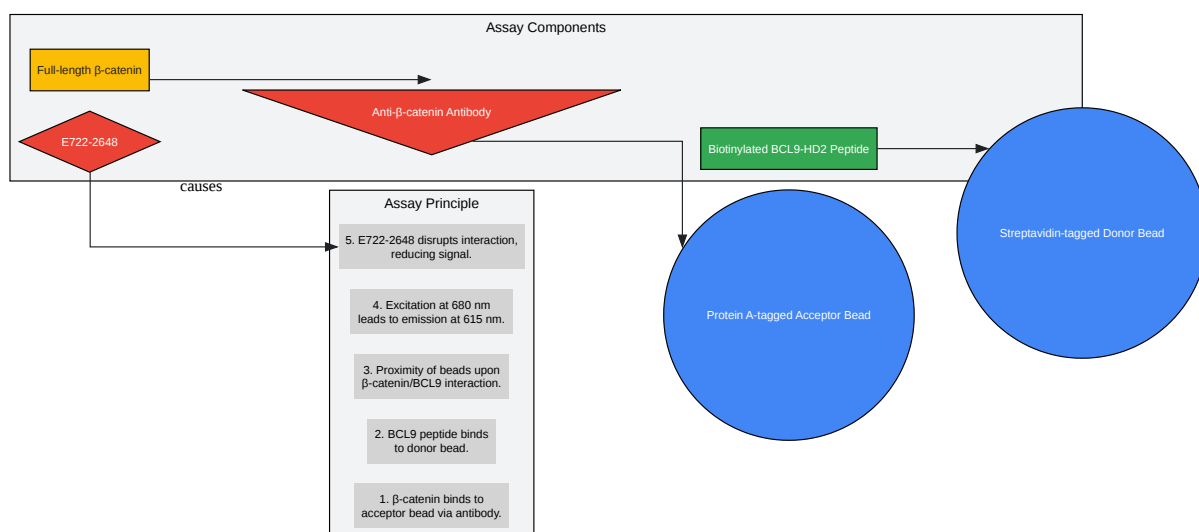 Assay Components
Full-length β-catenin
Anti-β-catenin Antibody
E722-2648
Biotinylated BCL9-HD2 Peptide
causes
Assay Principle
Streptavidin-tagged Donor Bead
5. E722-2648 disrupts interaction,
reducing signal.
4. Excitation at 680 nm
leads to emission at 615 nm.
Protein A-tagged Acceptor Bead
3. Proximity of beads upon
β-catenin/BCL9 interaction.
2. BCL9 peptide binds
to donor bead.
1. β-catenin binds to
acceptor bead via antibody.